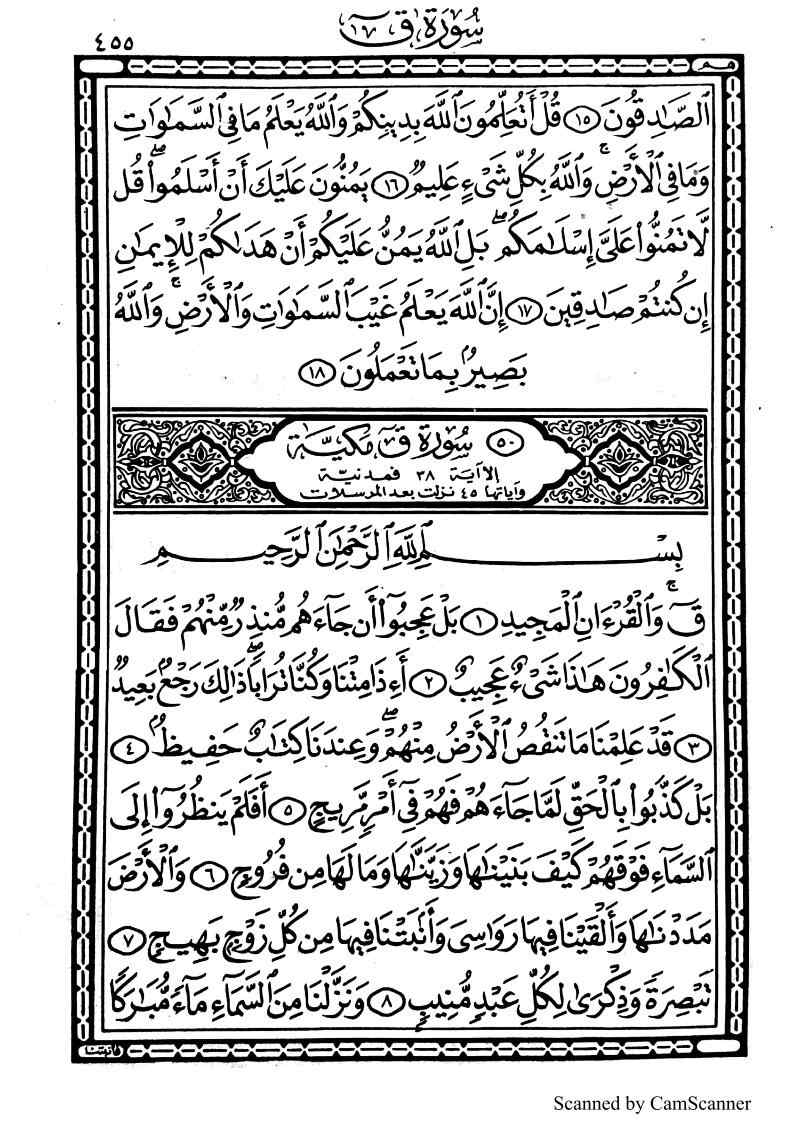 ٤٥٥
سُورَةُ قٓ
ٱلصَّـٰدِقُونَ ١٥ قُلْ أَتُعَلِّمُونَ ٱللَّهَ بِدِينِكُمْ وَٱللَّهُ يَعْلَمُ مَا فِى ٱلسَّمَـٰوَٰتِ
وَمَا فِى ٱلْأَرْضِ ۚ وَٱللَّهُ بِكُلِّ شَىْءٍ عَلِيمٌ ١٦ يَمُنُّونَ عَلَيْكَ أَنْ أَسْلَمُوا۟ ۖ قُل
لَّا تَمُنُّوا۟ عَلَىَّ إِسْلَـٰمَكُم ۖ بَلِ ٱللَّهُ يَمُنُّ عَلَيْكُمْ أَنْ هَدَىٰكُمْ لِلْإِيمَـٰنِ
إِن كُنتُمْ صَـٰدِقِينَ ١٧ إِنَّ ٱللَّهَ يَعْلَمُ غَيْبَ ٱلسَّمَـٰوَٰتِ وَٱلْأَرْضِ ۚ وَٱللَّهُ
بَصِيرٌۢ بِمَا تَعْمَلُونَ ١٨
٥٠ سُورَةُ قٓ مَكِيَّة
إلا آية ٣٨ فمدنية
وآياتها ٤٥ نزلت بعد المرسلات
بِسْمِ ٱللَّهِ ٱلرَّحْمَـٰنِ ٱلرَّحِيمِ
قٓ ۚ وَٱلْقُرْءَانِ ٱلْمَجِيدِ ١ بَلْ عَجِبُوٓا۟ أَن جَآءَهُم مُّنذِرٌ مِّنْهُمْ فَقَالَ
ٱلْكَـٰفِرُونَ هَـٰذَا شَىْءٌ عَجِيبٌ ٢ أَءِذَا مِتْنَا وَكُنَّا تُرَابًا ۖ ذَٰلِكَ رَجْعٌۢ بَعِيدٌ
٣ قَدْ عَلِمْنَا مَا تَنقُصُ ٱلْأَرْضُ مِنْهُمْ ۖ وَعِندَنَا كِتَـٰبٌ حَفِيظٌۢ ٤
بَلْ كَذَّبُوا۟ بِٱلْحَقِّ لَمَّا جَآءَهُمْ فَهُمْ فِىٓ أَمْرٍ مَّرِيجٍ ٥ أَفَلَمْ يَنظُرُوٓا۟ إِلَى
ٱلسَّمَآءِ فَوْقَهُمْ كَيْفَ بَنَيْنَـٰهَا وَزَيَّنَّـٰهَا وَمَا لَهَا مِن فُرُوجٍ ٦ وَٱلْأَرْضَ
مَدَدْنَـٰهَا وَأَلْقَيْنَا فِيهَا رَوَٰسِىَ وَأَنۢبَتْنَا فِيهَا مِن كُلِّ زَوْجٍۭ بَهِيجٍ ٧
تَبْصِرَةً وَذِكْرَىٰ لِكُلِّ عَبْدٍ مُّنِيبٍ ٨ وَنَزَّلْنَا مِنَ ٱلسَّمَآءِ مَآءً مُّبَـٰرَكًا
Scanned by CamScanner